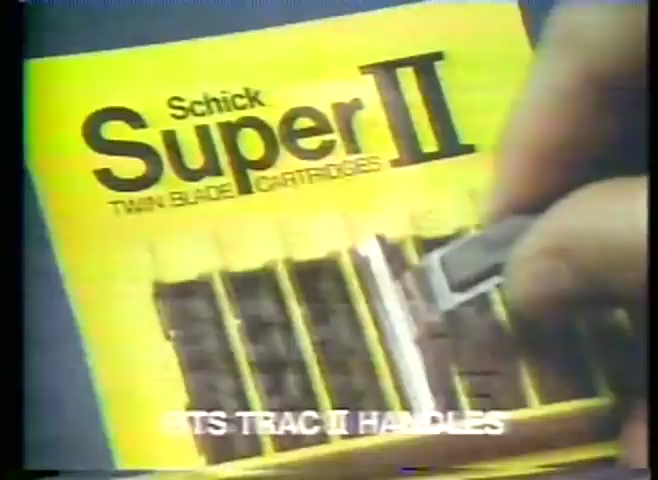 Schick
Super II
TWIN BLADE CARTRIDGES
FITS TRAC II HANDLES